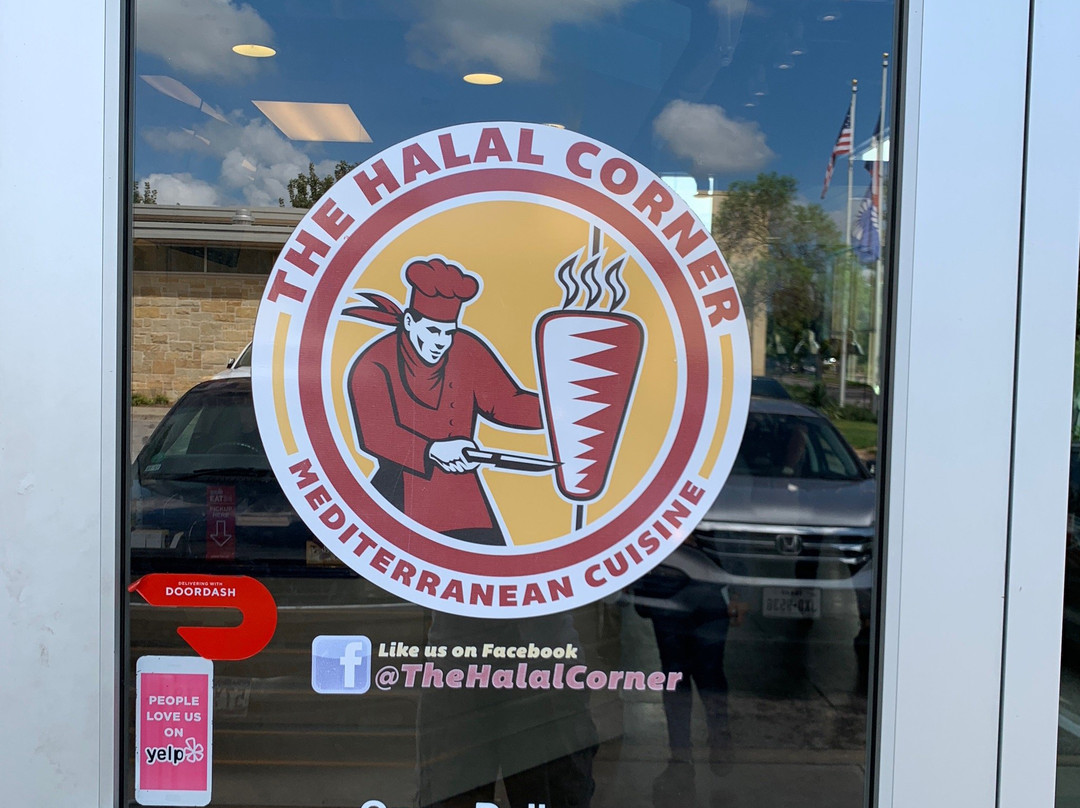 THE HALAL CORNER
MEDITERRANEAN CUISINE
DELIVERING WITH
DOORDASH
Like us on Facebook
@TheHalalCorner
PEOPLE
LOVE US
ON
yelp